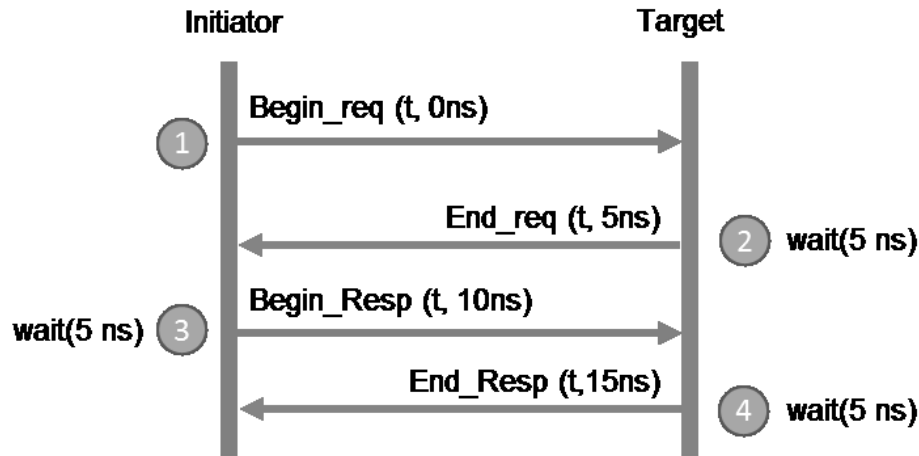 Initiator
Target
Begin_req (t, 0ns)
1
End_req (t, 5ns)
2
wait(5 ns)
Begin_Resp (t, 10ns)
wait(5 ns)
3
End_Resp (t,15ns)
4
wait(5 ns)